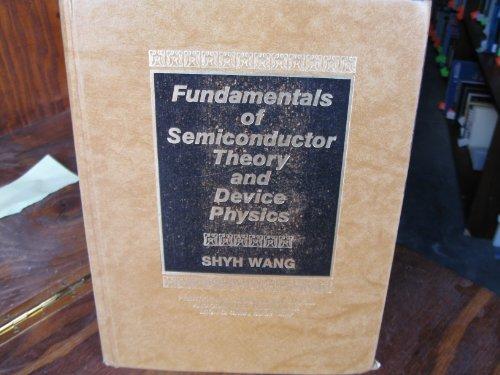 Fundamentals
of
Semiconductor
Theory
and
Device
Physics
SHYH WANG